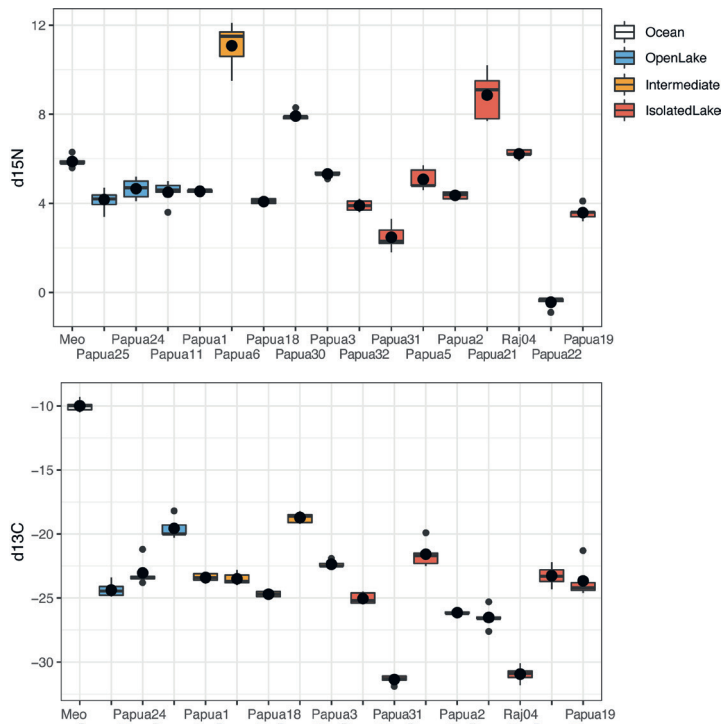 12
8
4
0
d15N
Meo Papua24 Papua1 Papua18 Papua3 Papua31 Papua2 Raj04 Papua19
Papua25 Papua11 Papua6 Papua30 Papua32 Papua5 Papua21 Papua22
Ocean
OpenLake
Intermediate
IsolatedLake
−10
−15
−20
−25
−30
d13C
Meo Papua24 Papua1 Papua18 Papua3 Papua31 Papua2 Raj04 Papua19